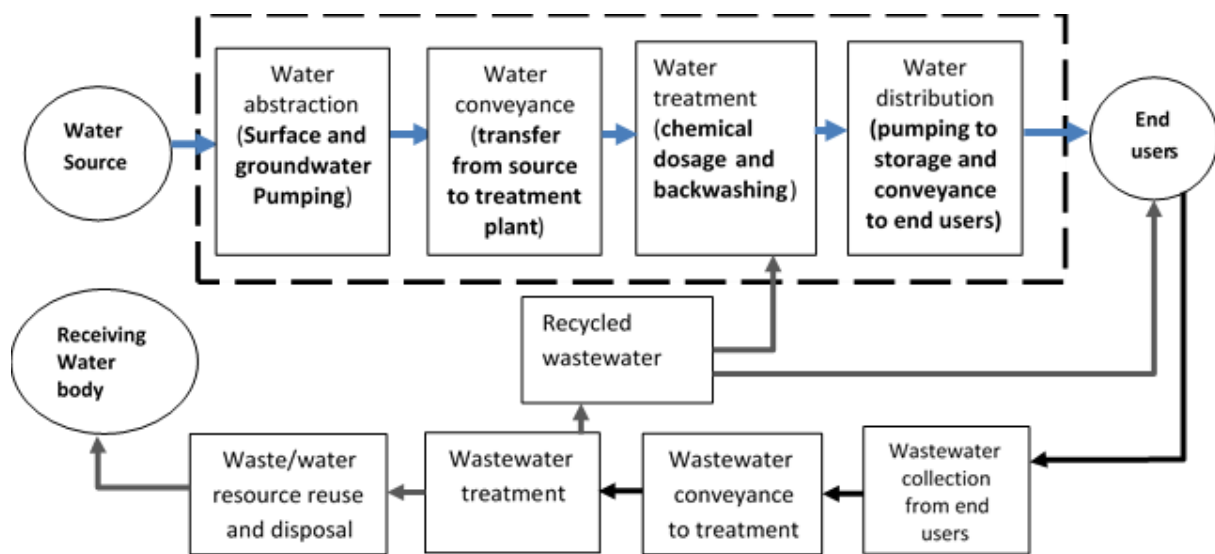 Water
Source
Water
abstraction
(Surface and
groundwater
Pumping)
Water
conveyance
(transfer
from source
to treatment
plant)
Water
treatment
(chemical
dosage and
backwashing)
Water
distribution
(pumping to
storage and
conveyance
to end users)
End
users
Receiving
Water
body
Recycled
wastewater
Waste/water
resource reuse
and disposal
Wastewater
treatment
Wastewater
conveyance
to treatment
Wastewater
collection
from end
users